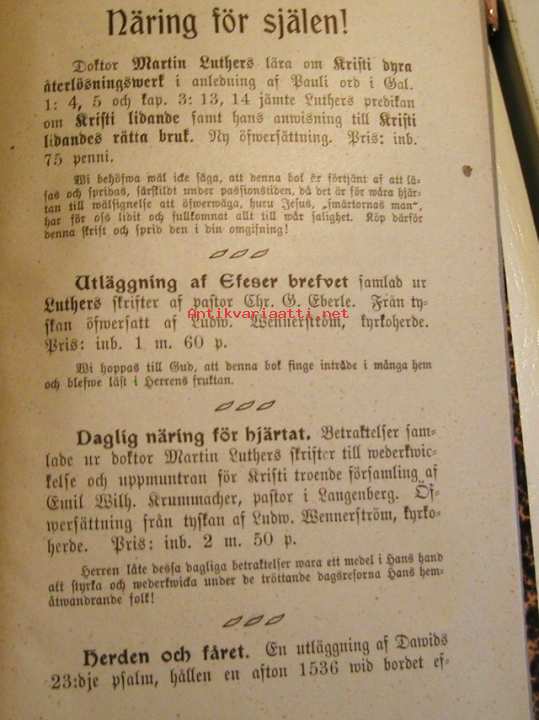 Näring för själen!
Doktor Martin Luthers lära om Kristi dyra
återlösningswerk i anledning af Pauli ord i Gal.
1: 4, 5 och kap. 3: 13, 14 jämte Luthers predikan
om Kristi lidande samt hans anwisning till Kristi
lidandes rätta bruk. Ny öfwersättning. Pris: inb.
75 penni.
Wi behöfwa wäl icke säga, att denna bok är förtjänt af att lä-
sas och spridas, särskildt under passionstiden, då det är för wåra hjär-
tan till wälsignelse att öfwerwäga, huru Jesus, „smärtornas man“,
har för oss lidit och fullkomnat allt till wår salighet. Köp därför
denna skrift och sprid den i din omgifning!
Utläggning af Efeser brefvet samlad ur
Luthers skrifter af pastor Chr. G. Eberle. Från ty-
skan öfwersatt af Ludw. Wennerström, kyrkoherde.
Antikvariaatti.net
Pris: inb. 1 m. 60 p.
Wi hoppas till Gud, att denna bok finge inträde i många hem
och blefwe läst i Herrens fruktan.
Daglig näring för hjärtat. Betraktelser sam-
lade ur doktor Martin Luthers skrifter till wederkwic-
kelse och uppmuntran för Kristi troende församling af
Emil Wilh. Krummacher, pastor i Langenberg. Öf-
wersättning från tyskan af Ludw. Wennerström, kyrko-
herde. Pris: inb. 2 m. 50 p.
Herren låte dessa dagliga betraktelser wara ett medel i Hans hand
att styrka och wederkwicka under de tröttande dagsresorna Hans hem-
åtwandrande folk!
Herden och fåret. En utläggning af Dawids
23:dje psalm, hållen en afton 1536 wid bordet ef-